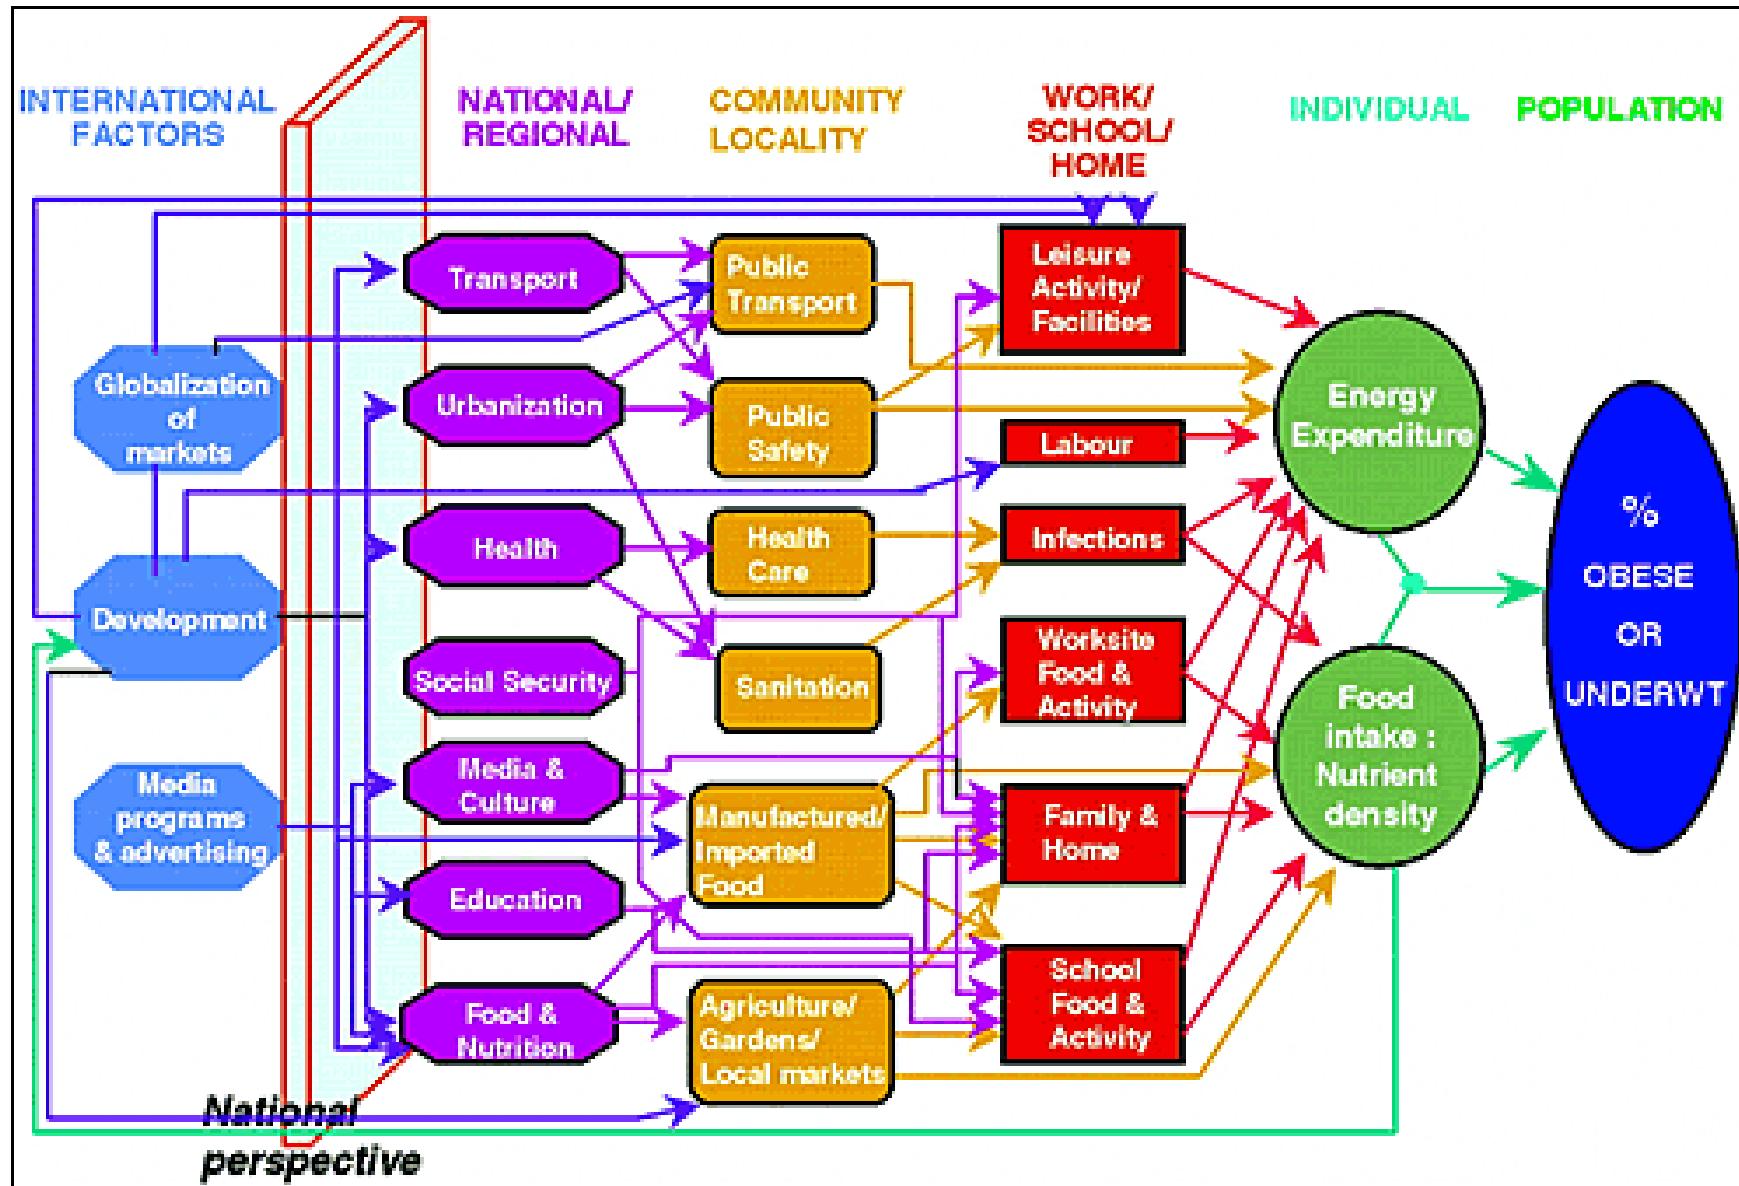 INTERNATIONAL
FACTORS
NATIONAL/
REGIONAL
COMMUNITY
LOCALITY
WORK/
SCHOOL/
HOME
INDIVIDUAL
POPULATION
Globalization
of
markets
Development
Media
programs
& advertising
Transport
Urbanization
Health
Social Security
Media &
Culture
Education
Food &
Nutrition
Public
Transport
Public
Safety
Health
Care
Sanitation
Manufactured/
Imported
Food
Agriculture/
Gardens/
Local markets
Leisure
Activity/
Facilities
Labour
Infections
Worksite
Food &
Activity
Family &
Home
School
Food &
Activity
Energy
Expenditure
Food
intake :
Nutrient
density
%
OBESE
OR
UNDERWT
National
perspective